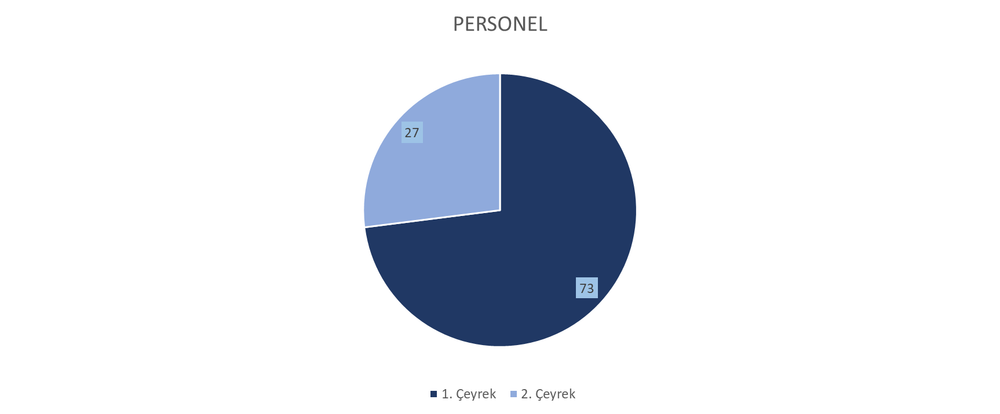 PERSONEL
27
73
1. Çeyrek 2. Çeyrek